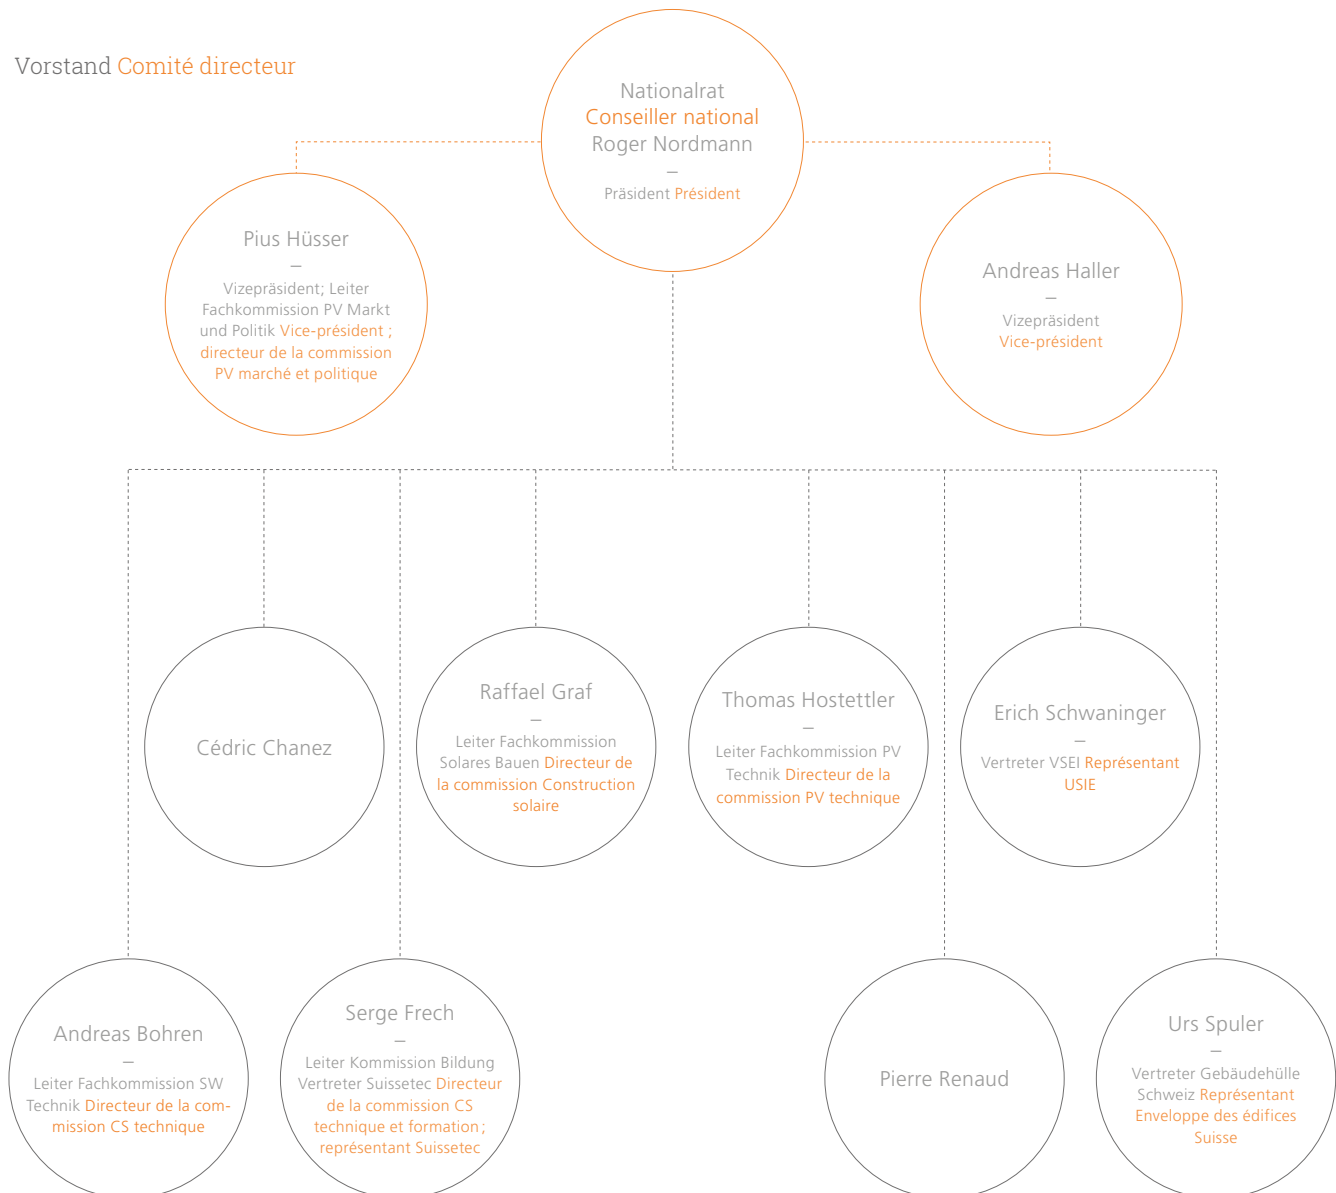 Vorstand Comité directeur
Nationalrat
Conseiller national
Roger Nordmann
–
Präsident Président
Pius Hüsser
–
Vizepräsident; Leiter
Fachkommission PV Markt
und Politik Vice-président ;
directeur de la commission
PV marché et politique
Andreas Haller
–
Vizepräsident
Vice-président
Cédric Chanez
Raffael Graf
–
Leiter Fachkommission
Solares Bauen Directeur de
la commission Construction
solaire
Thomas Hostettler
–
Leiter Fachkommission PV
Technik Directeur de la
commission PV technique
Erich Schwaninger
–
Vertreter VSEI Représentant
USIE
Andreas Bohren
–
Leiter Fachkommission SW
Technik Directeur de la com-
mission CS technique
Serge Frech
–
Leiter Kommission Bildung
Vertreter Suissetec Directeur
de la commission CS
technique et formation ;
représentant Suissetec
Pierre Renaud
Urs Spuler
–
Vertreter Gebäudehülle
Schweiz Représentant
Enveloppe des édifices
Suisse